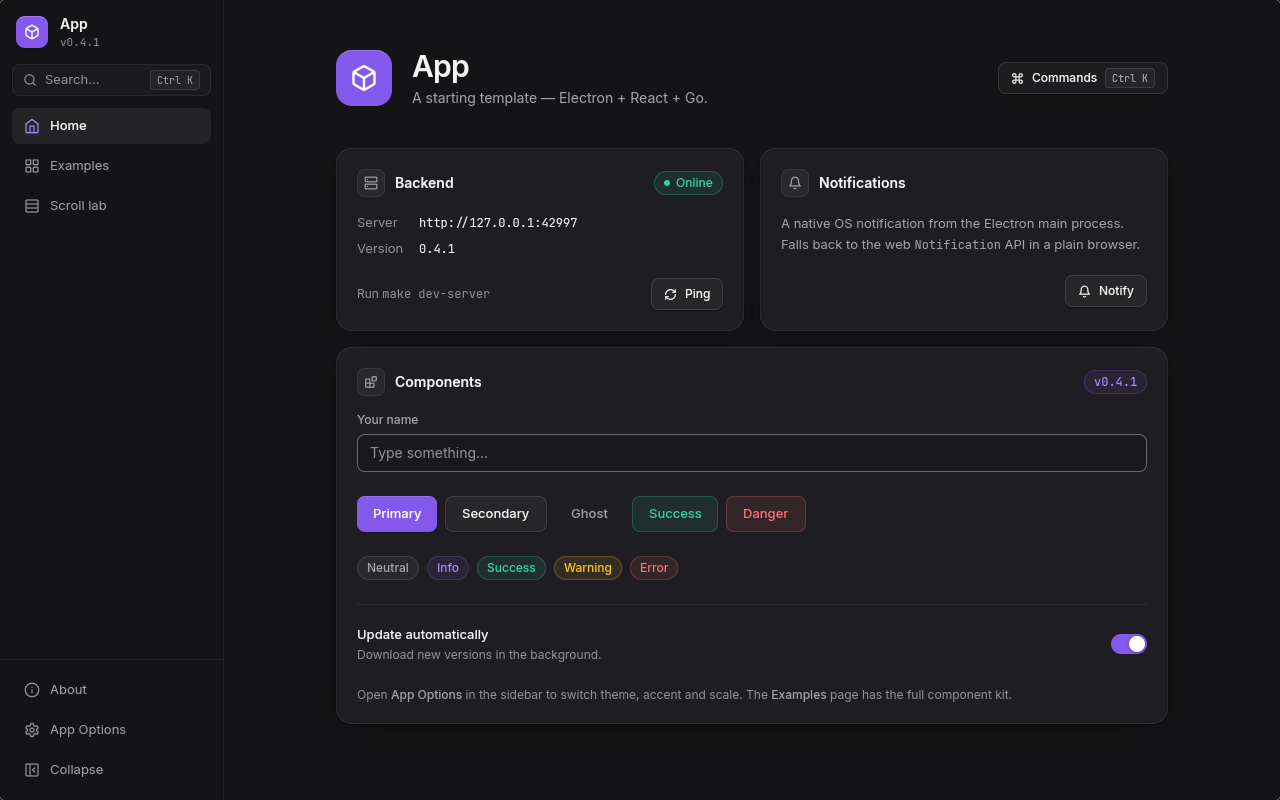 App
v0.4.1
Search...
Ctrl K
Home
Examples
Scroll lab
About
App Options
Collapse
App
A starting template — Electron + React + Go.
Commands
Ctrl K
Backend
Online
Server http://127.0.0.1:42997
Version 0.4.1
Run make dev-server
Ping
Notifications
A native OS notification from the Electron main process.
Falls back to the web Notification API in a plain browser.
Notify
Components
v0.4.1
Your name
Type something...
Primary Secondary Ghost Success Danger
Neutral Info Success Warning Error
Update automatically
Download new versions in the background.
Open App Options in the sidebar to switch theme, accent and scale. The Examples page has the full component kit.